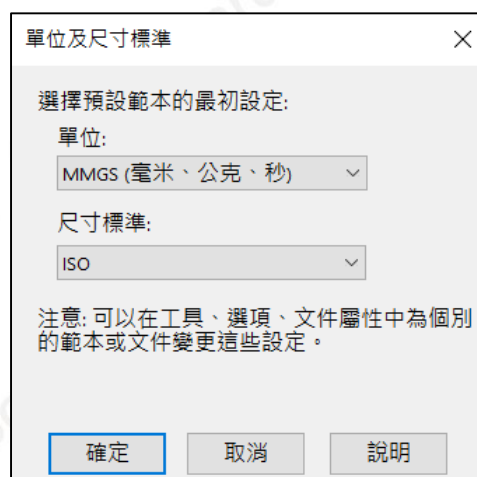 單位及尺寸標準
選擇預設範本的最初設定:
單位:
MMGS (毫米、公克、秒)
尺寸標準:
ISO
注意: 可以在工具、選項、文件屬性中為個別
的範本或文件變更這些設定。
確定 取消 說明